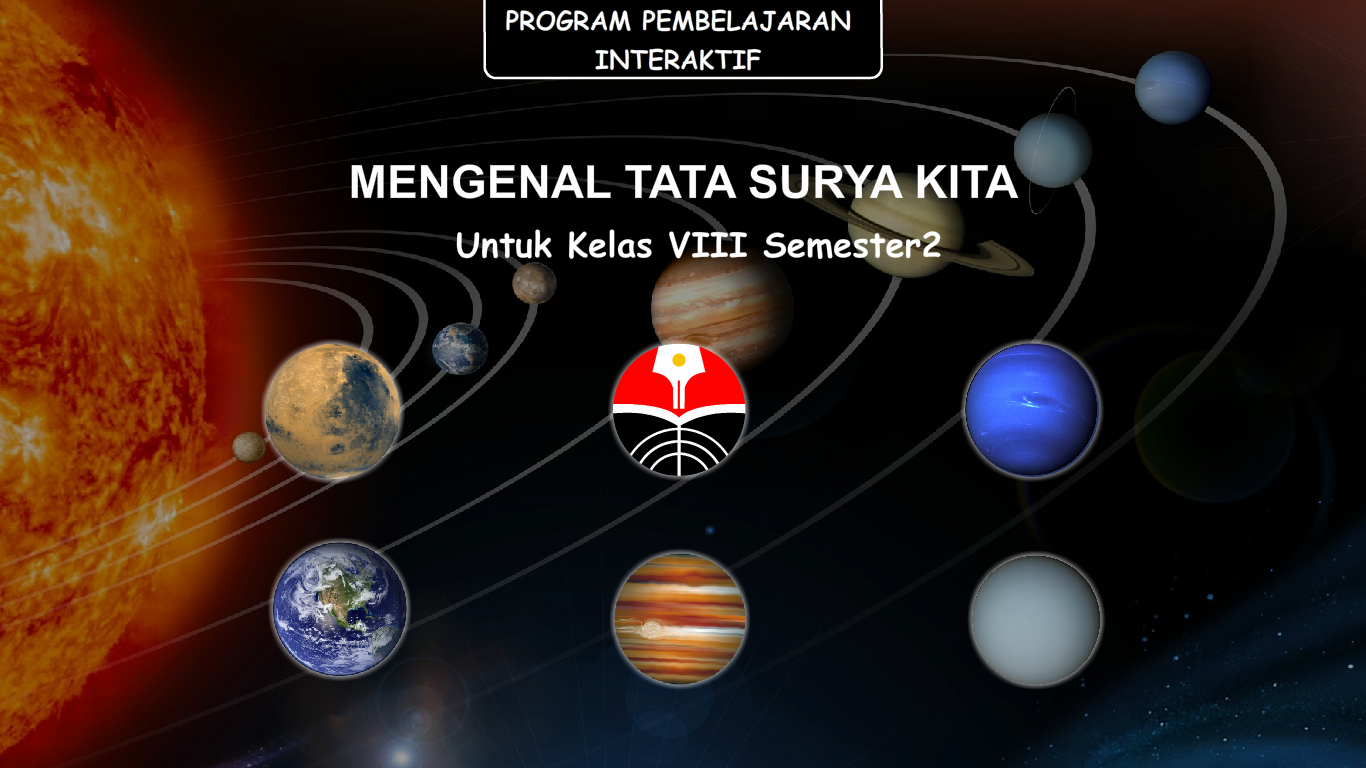 PROGRAM PEMBELAJARAN
INTERAKTIF
MENGENAL TATA SURYA KITA
Untuk Kelas VIII Semester2